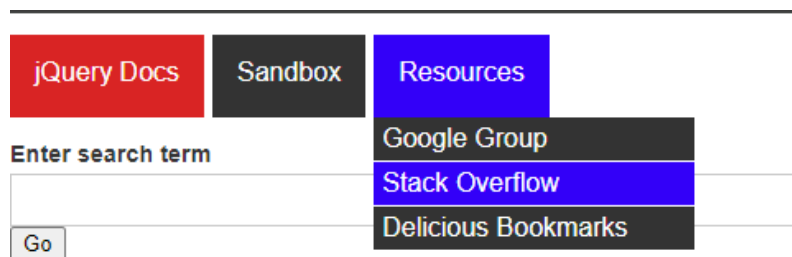 jQuery Docs Sandbox Resources
Google Group
Enter search term
Stack Overflow
Delicious Bookmarks
Go